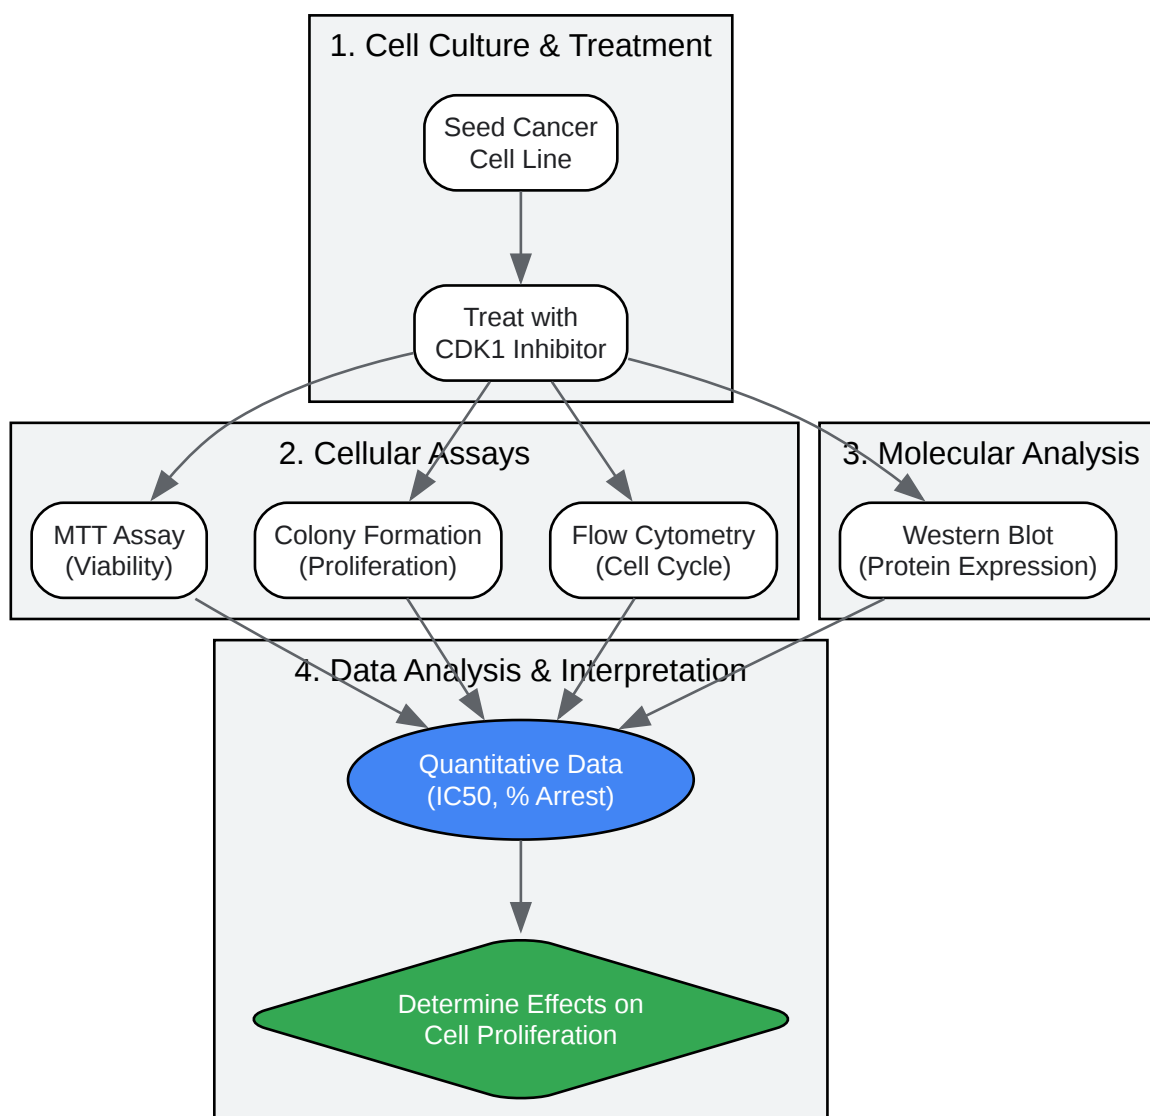 1. Cell Culture & Treatment
Seed Cancer
Cell Line
Treat with
CDK1 Inhibitor
2. Cellular Assays
MTT Assay
(Viability)
Colony Formation
(Proliferation)
Flow Cytometry
(Cell Cycle)
3. Molecular Analysis
Western Blot
(Protein Expression)
4. Data Analysis & Interpretation
Quantitative Data
(IC50, % Arrest)
Determine Effects on
Cell Proliferation